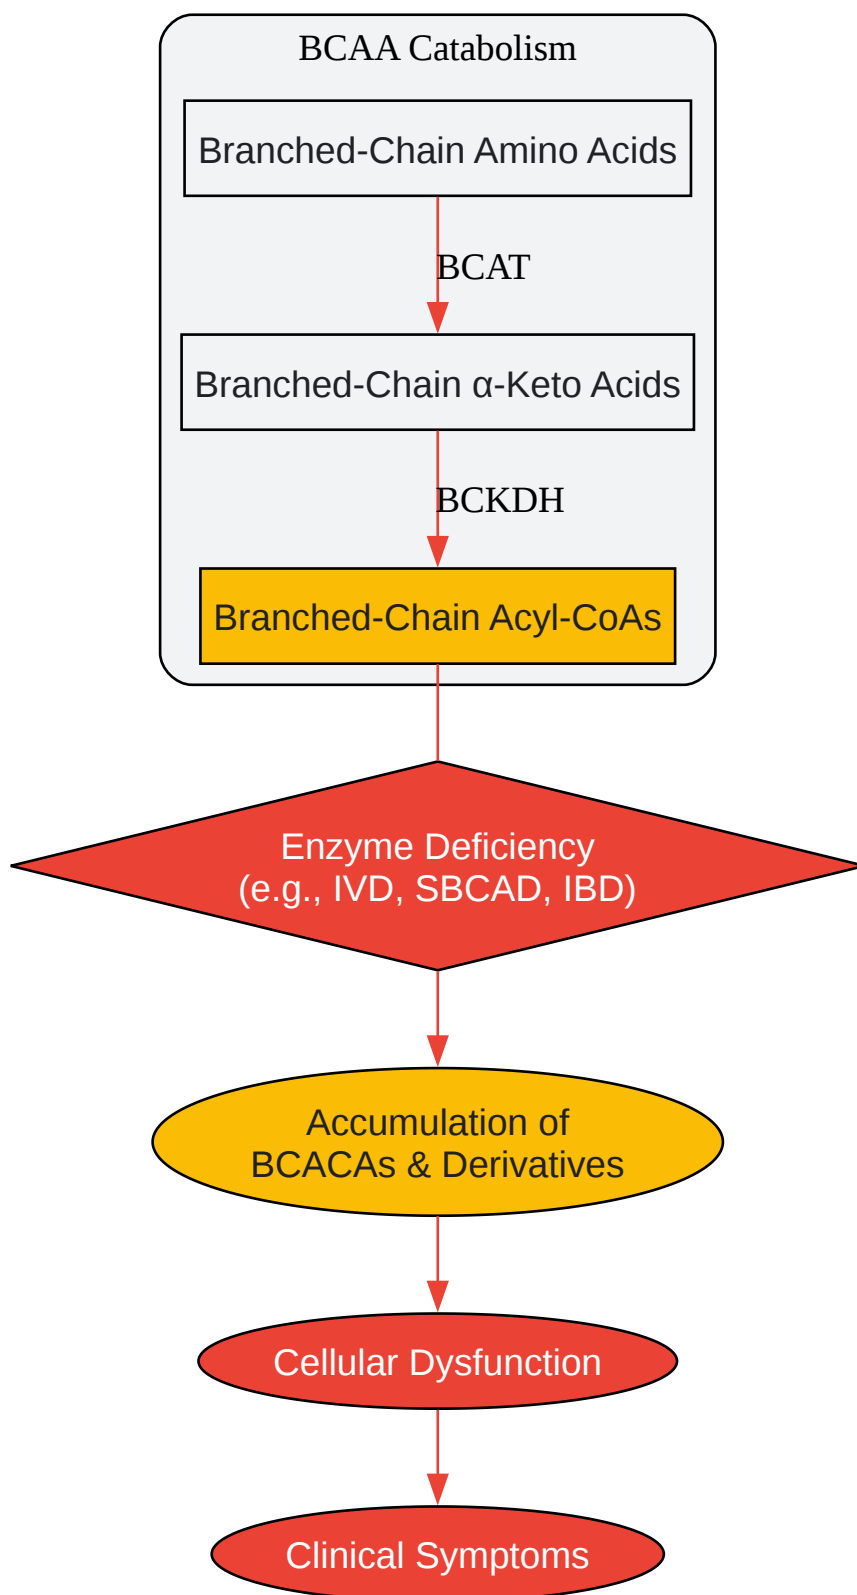 BCAA Catabolism
Branched-Chain Amino Acids
BCAT
Branched-Chain α-Keto Acids
BCKDH
Branched-Chain Acyl-CoAs
Enzyme Deficiency
(e.g., IVD, SBCAD, IBD)
Accumulation of
BCACAs & Derivatives
Cellular Dysfunction
Clinical Symptoms